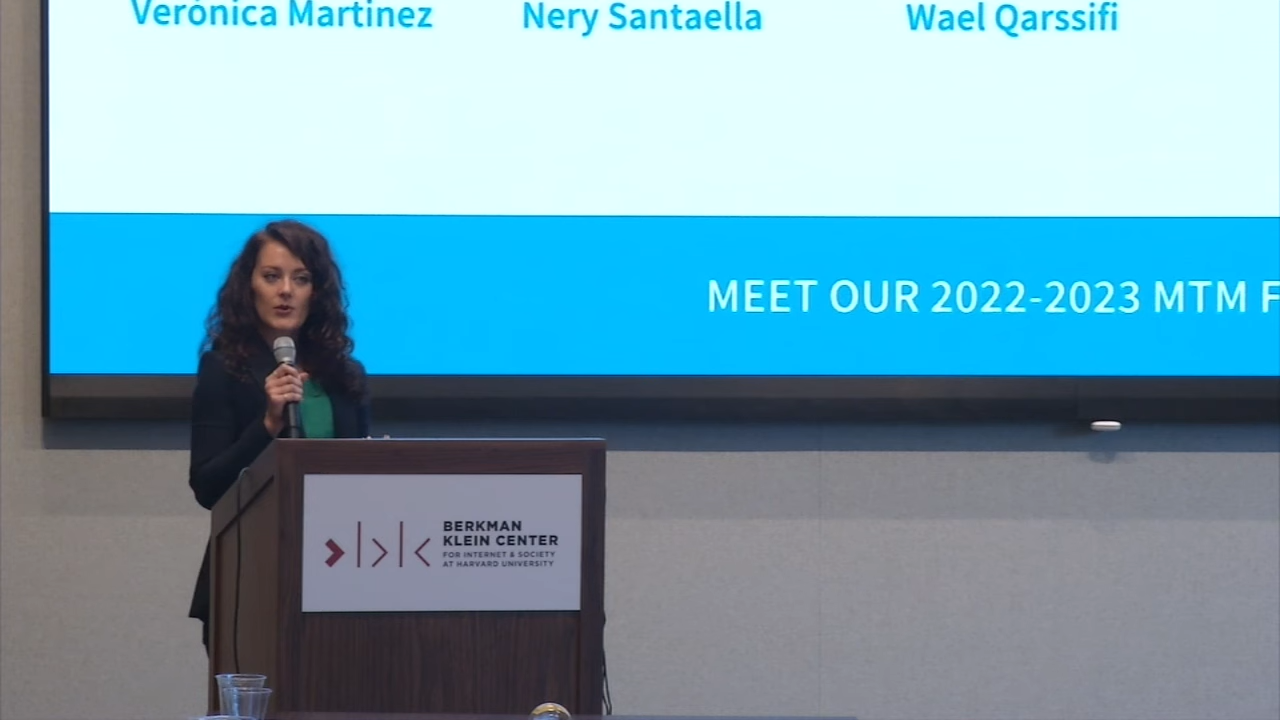 Verónica Martinez
Nery Santaella
Wael Qarssifi
MEET OUR 2022-2023 MTM F
BERKMAN
KLEIN CENTER
FOR INTERNET & SOCIETY
AT HARVARD UNIVERSITY